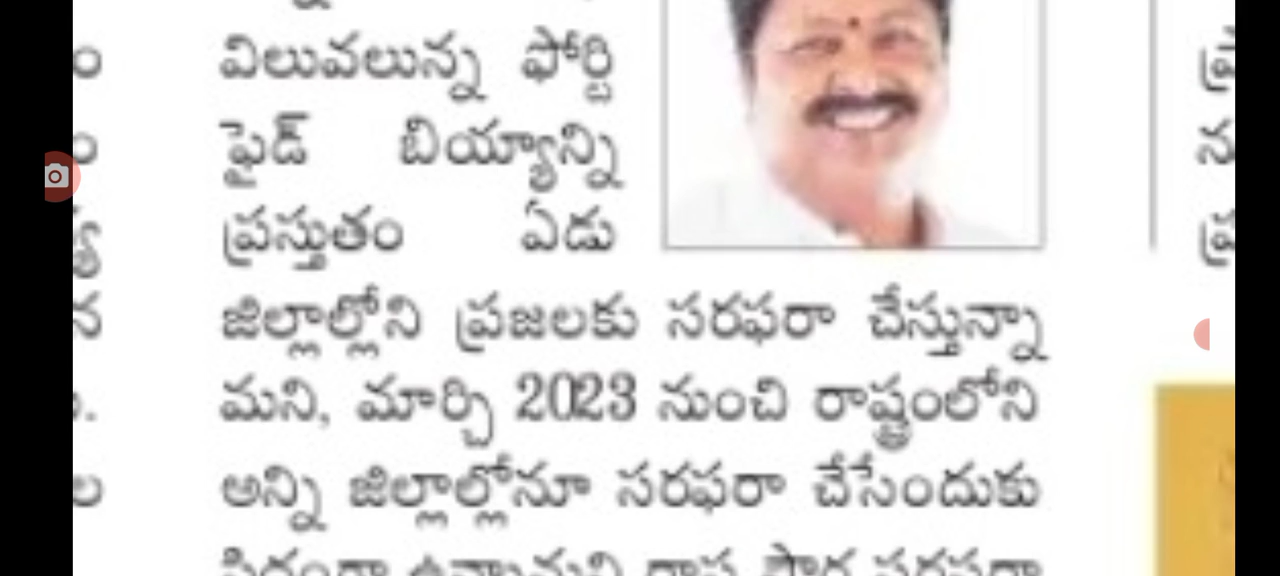 విలువలున్న ఫోర్టి
ఫైడ్ బియ్యాన్ని
ప్రస్తుతం ఏడు
జిల్లాల్లోని ప్రజలకు సరఫరా చేస్తున్నా
మని, మార్చి 2023 నుంచి రాష్ట్రంలోని
అన్ని జిల్లాల్లోనూ సరఫరా చేసేందుకు